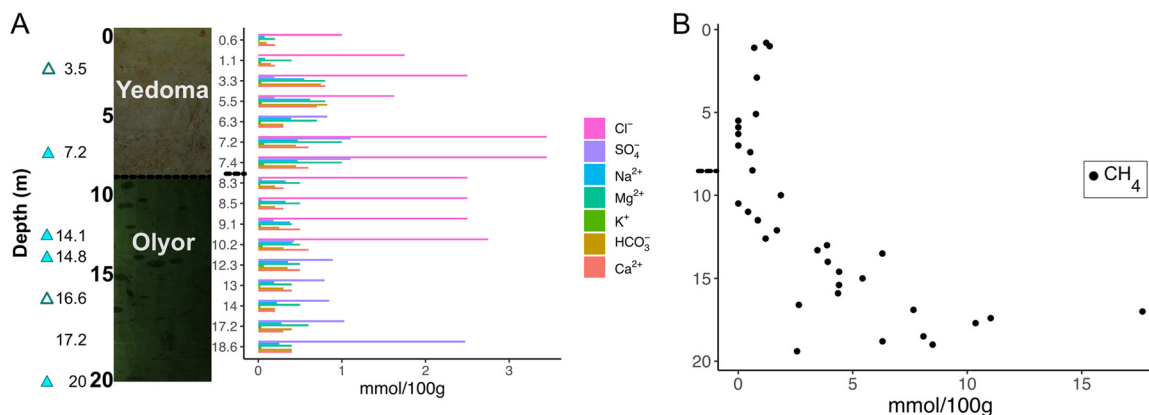 A
Depth (m)
3.5
7.2
14.1
14.8
16.6
17.2
20
0
5
10
15
20
Yedoma
Olyor
0.6
1.1
3.3
5.5
6.3
7.2
7.4
8.3
8.5
9.1
10.2
12.3
13
14
17.2
18.6
0 1 2 3
mmol/100g
Cl⁻
SO₄⁻
Na²⁺
Mg²⁺
K⁺
HCO₃⁻
Ca²⁺
B
0
5
10
15
20
0 5 10 15
mmol/100g
CH₄